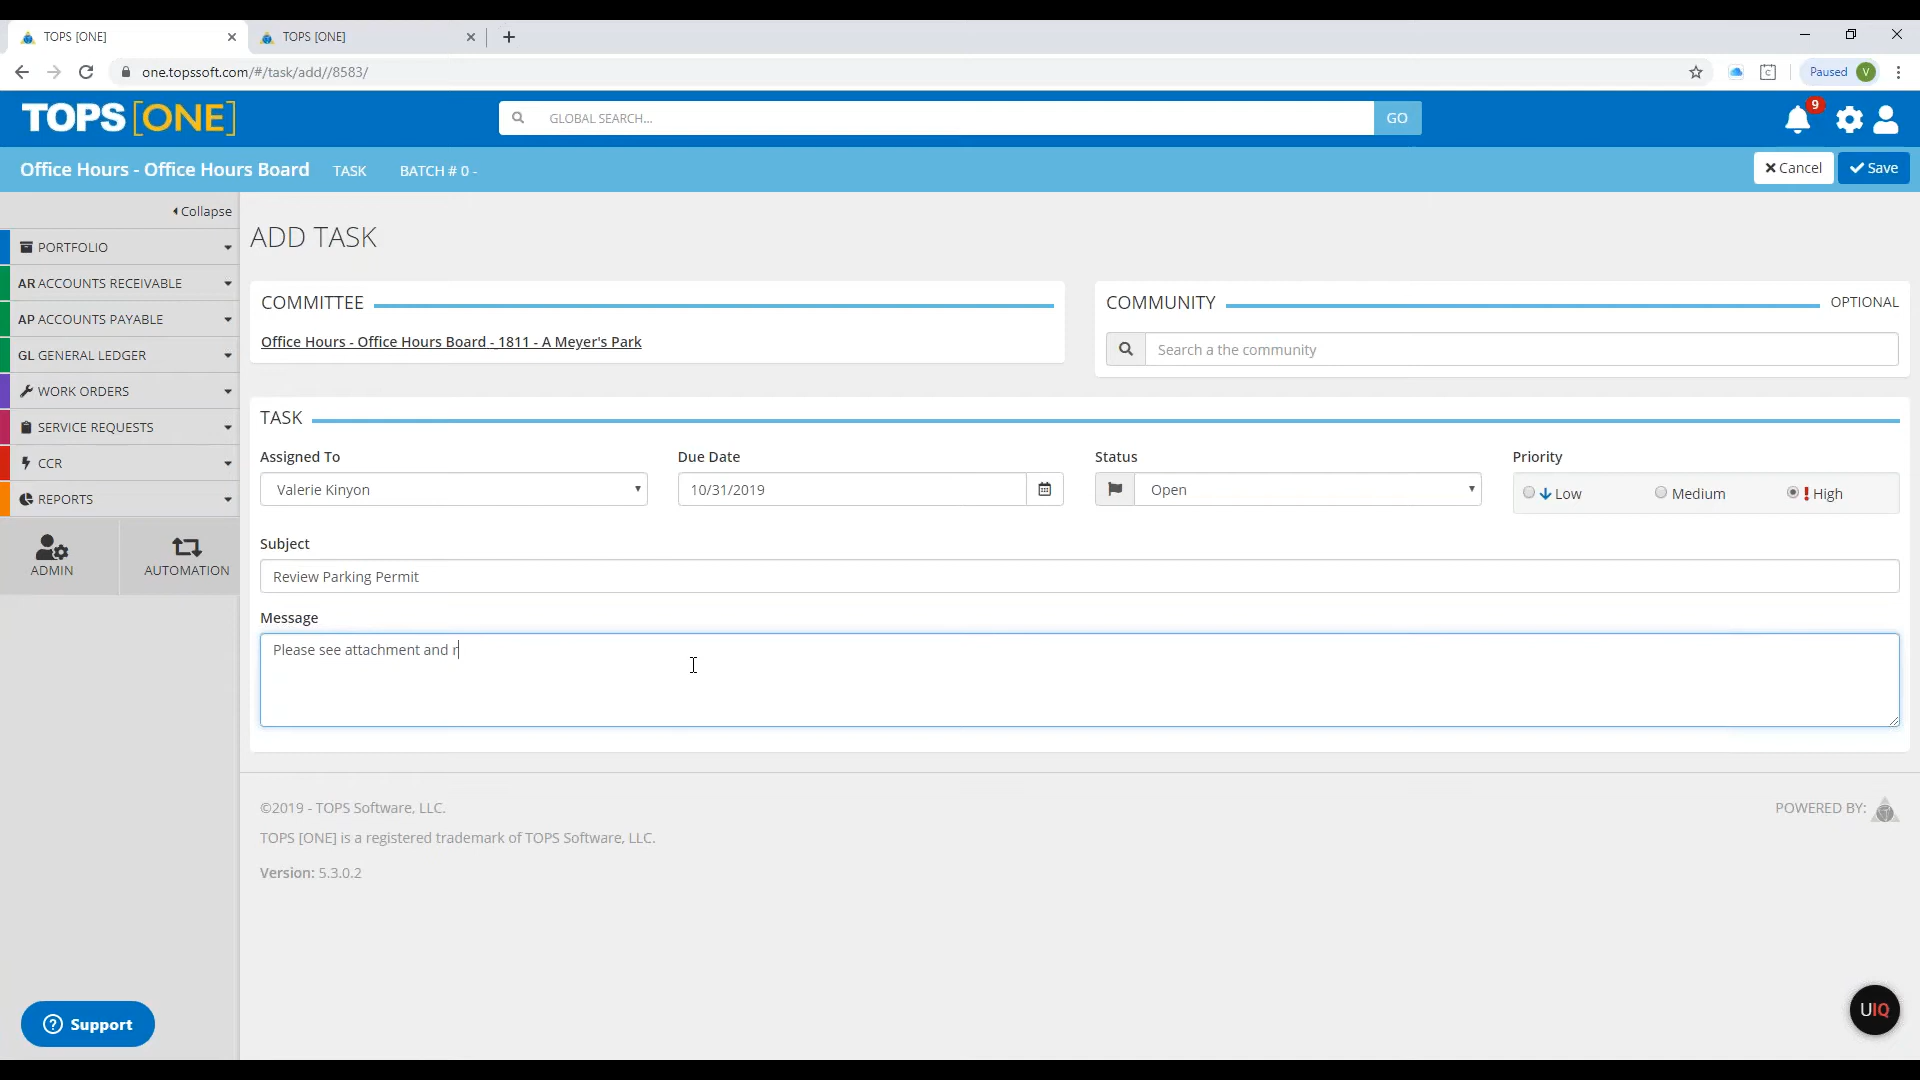 TOPS [ONE]
TOPS [ONE]
one.topssoft.com/#/task/add//8583/
Paused V
TOPS [ONE]
GLOBAL SEARCH...
GO
9
Office Hours - Office Hours Board TASK BATCH # 0 -
Cancel
Save
Collapse
PORTFOLIO
AR ACCOUNTS RECEIVABLE
AP ACCOUNTS PAYABLE
GL GENERAL LEDGER
WORK ORDERS
SERVICE REQUESTS
CCR
REPORTS
ADMIN
AUTOMATION
ADD TASK
COMMITTEE
Office Hours - Office Hours Board - 1811 - A Meyer's Park
COMMUNITY
OPTIONAL
Search a the community
TASK
Assigned To
Valerie Kinyon
Due Date
10/31/2019
Status
Open
Priority
Low
Medium
! High
Subject
Review Parking Permit
Message
Please see attachment and r
©2019 - TOPS Software, LLC.
TOPS [ONE] is a registered trademark of TOPS Software, LLC.
Version: 5.3.0.2
POWERED BY:
? Support
UIQ